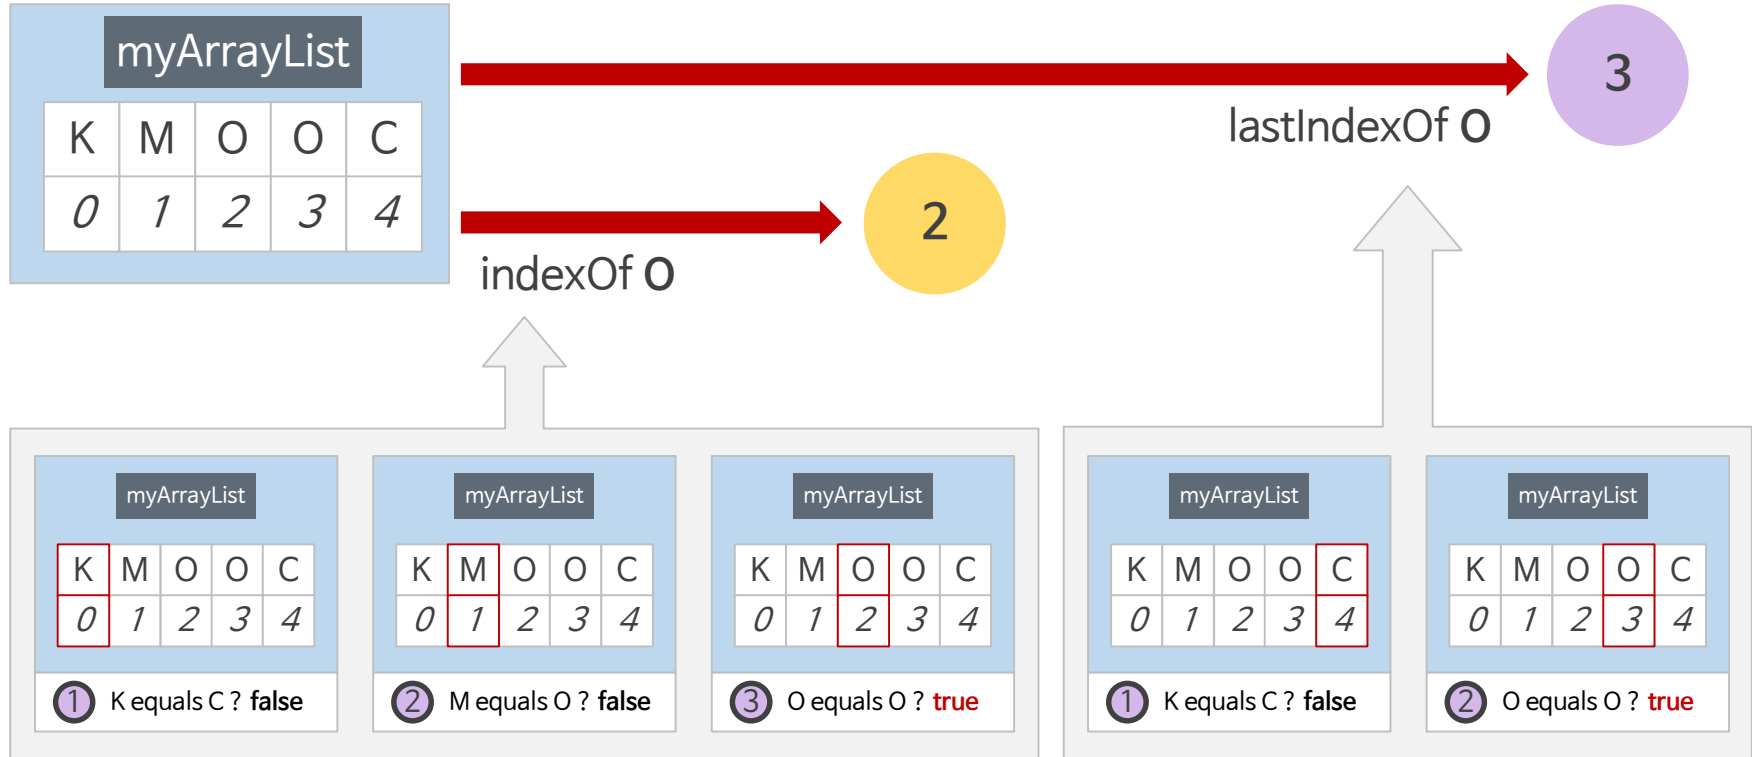 myArrayList
K M O O C
0 1 2 3 4
lastIndexOf O
3
indexOf O
2
myArrayList
K M O O C
0 1 2 3 4
1 K equals C ? false
myArrayList
K M O O C
0 1 2 3 4
2 M equals O ? false
myArrayList
K M O O C
0 1 2 3 4
3 O equals O ? true
myArrayList
K M O O C
0 1 2 3 4
1 K equals C ? false
myArrayList
K M O O C
0 1 2 3 4
2 O equals O ? true